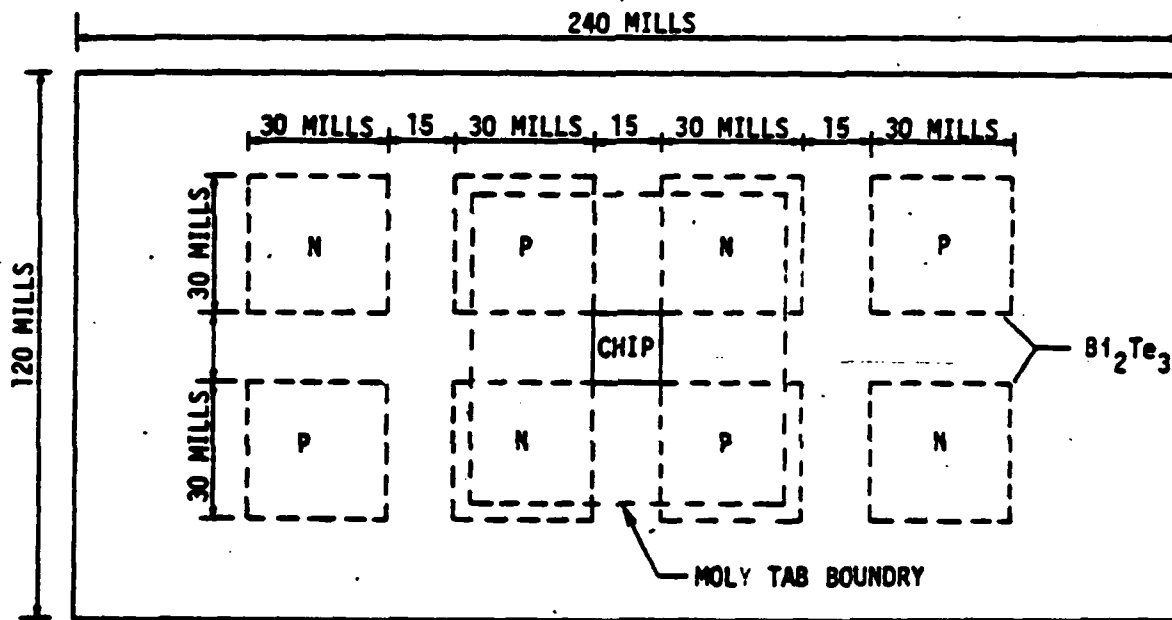 240 MILLS
30 MILLS 15 30 MILLS 15 30 MILLS 15 30 MILLS
120 MILLS
30 MILLS
N P N P
CHIP
Bi2Te3
30 MILLS
P N P N
MOLY TAB BOUNDRY